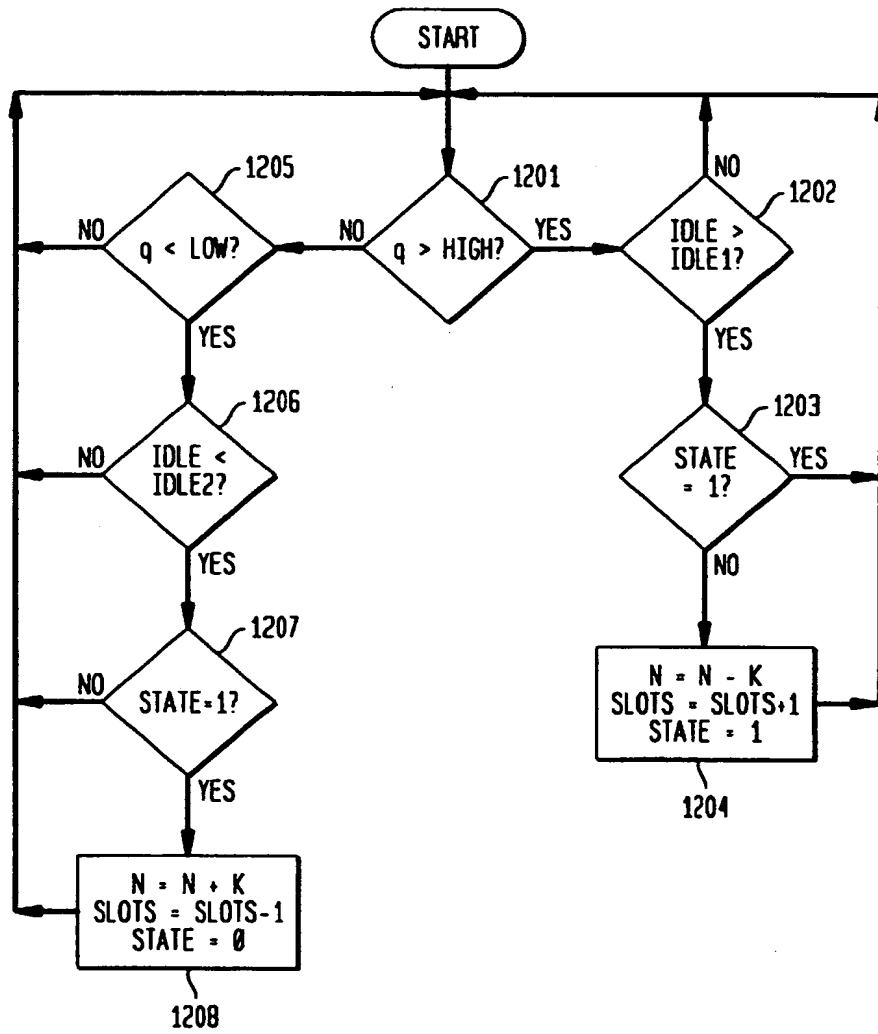 START
1205
1201
1202
NO
q < LOW?
NO
q > HIGH?
YES
IDLE >
IDLE1?
NO
YES
YES
1206
1203
NO
IDLE <
IDLE2?
STATE
= 1?
YES
YES
NO
1207
NO
STATE=1?
N = N - K
SLOTS = SLOTS+1
STATE = 1
YES
1204
N = N + K
SLOTS = SLOTS-1
STATE = 0
1208